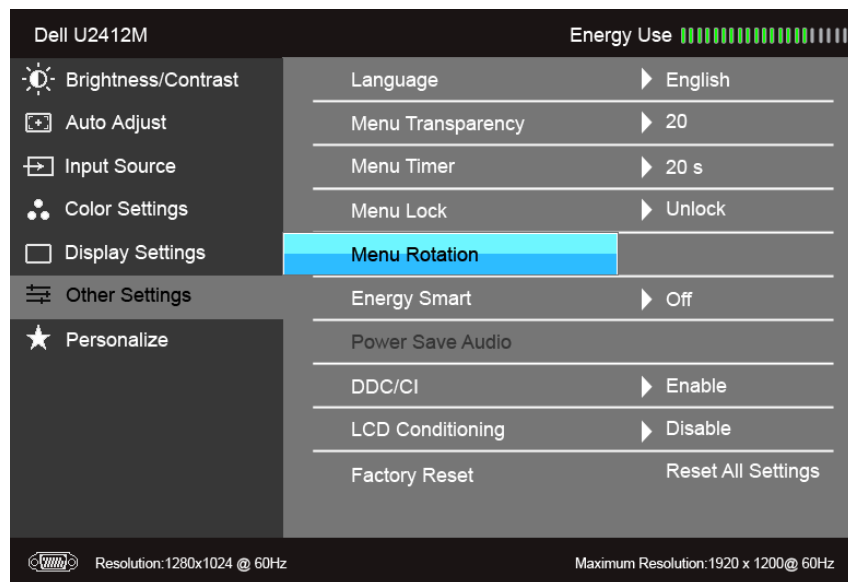 Dell U2412M
Energy Use
Brightness/Contrast
Auto Adjust
Input Source
Color Settings
Display Settings
Other Settings
Personalize
Language English
Menu Transparency 20
Menu Timer 20 s
Menu Lock Unlock
Menu Rotation
Energy Smart Off
Power Save Audio
DDC/CI Enable
LCD Conditioning Disable
Factory Reset Reset All Settings
Resolution:1280x1024 @ 60Hz
Maximum Resolution:1920 x 1200@ 60Hz